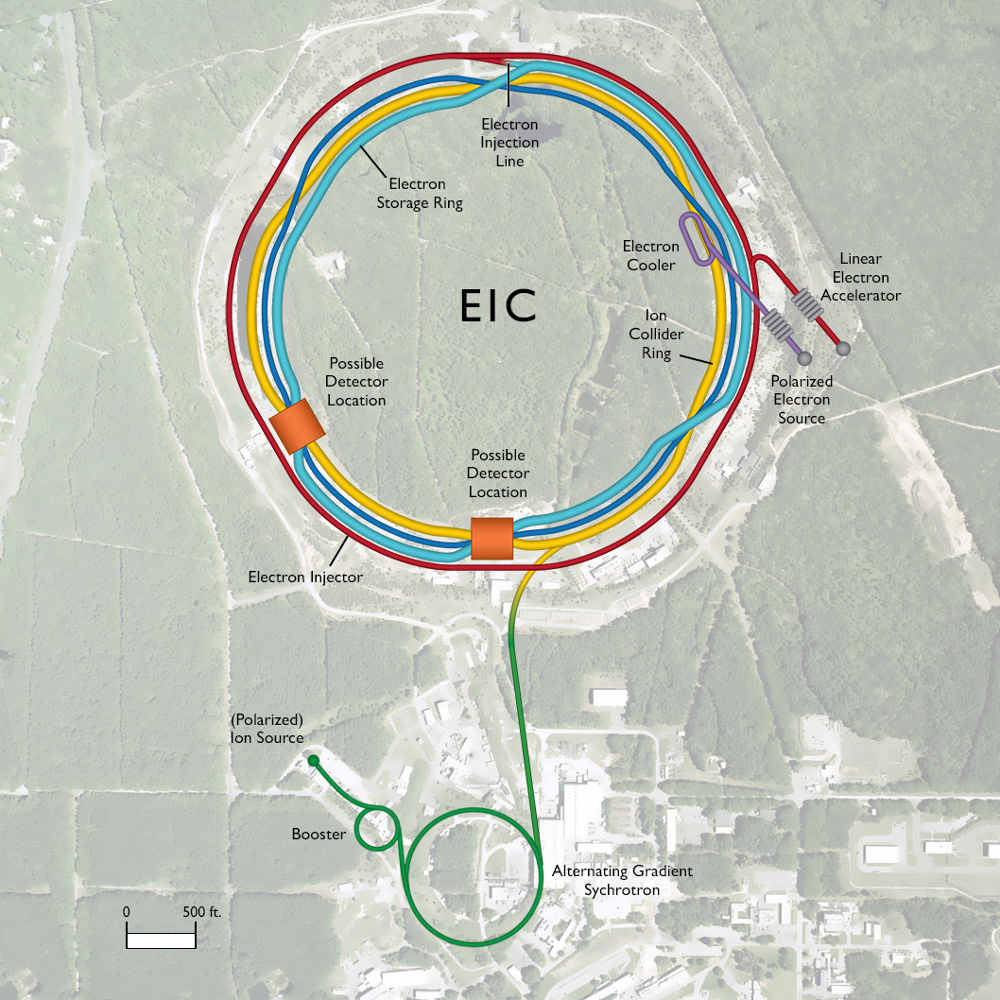 Electron
Injection
Line
Electron
Storage Ring
Electron
Cooler
Linear
Electron
Accelerator
EIC
Ion
Collider
Ring
Possible
Detector
Location
Polarized
Electron
Source
Possible
Detector
Location
Electron Injector
(Polarized)
Ion Source
Booster
Alternating Gradient
Sychrotron
0 500 ft.